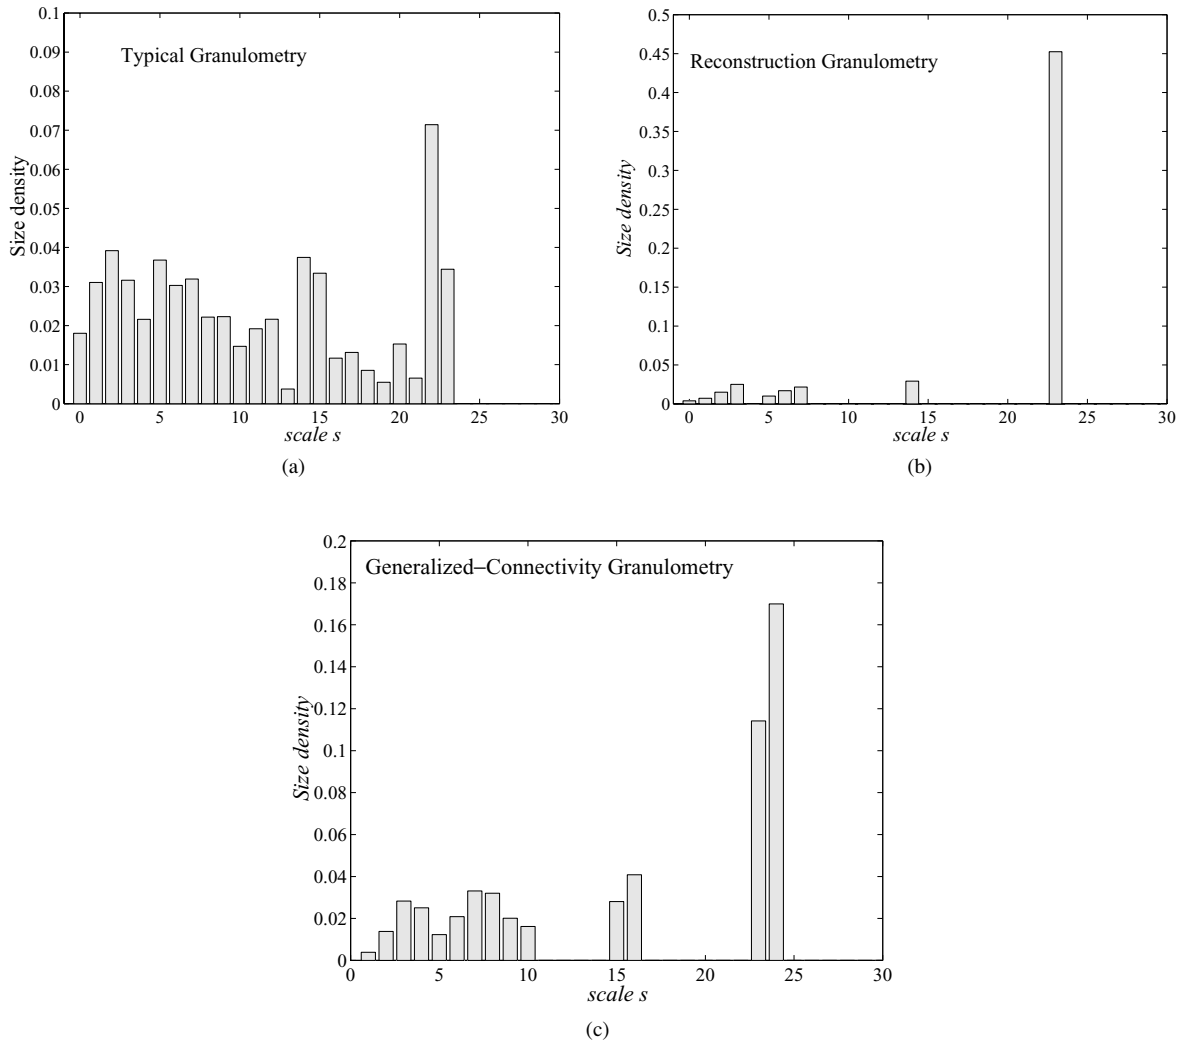 Typical Granulometry
Size density
0.1
0.09
0.08
0.07
0.06
0.05
0.04
0.03
0.02
0.01
0
0 5 10 15 20 25 30
scale s
(a)
Reconstruction Granulometry
Size density
0.5
0.45
0.4
0.35
0.3
0.25
0.2
0.15
0.1
0.05
0
0 5 10 15 20 25 30
scale s
(b)
Generalized−Connectivity Granulometry
Size density
0.2
0.18
0.16
0.14
0.12
0.1
0.08
0.06
0.04
0.02
0
0 5 10 15 20 25 30
scale s
(c)